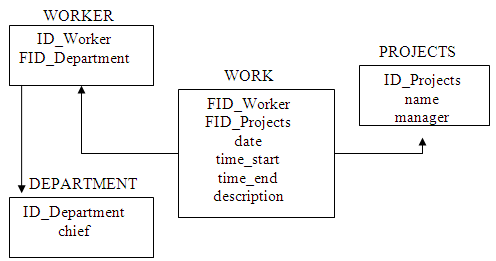 WORKER
ID_Worker
FID_Department
PROJECTS
ID_Projects
name
manager
WORK
FID_Worker
FID_Projects
date
time_start
time_end
description
DEPARTMENT
ID_Department
chief